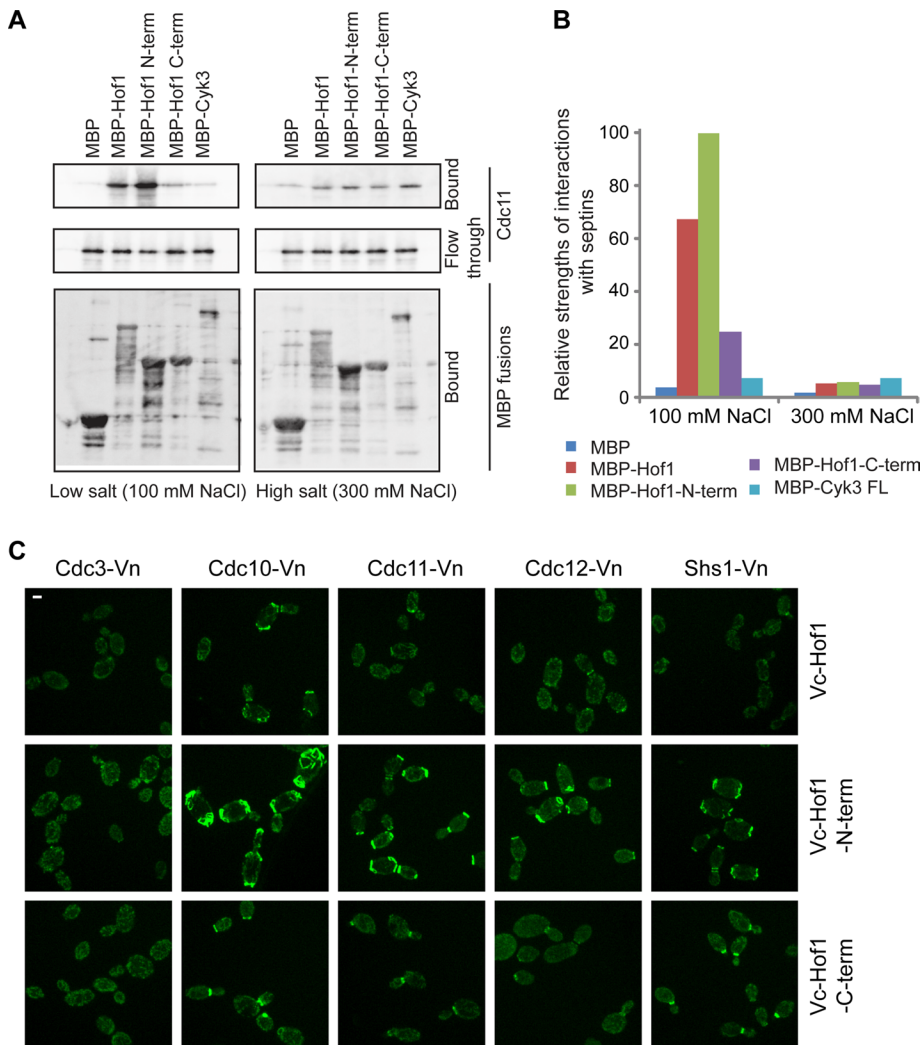 A
MBP
MBP-Hof1
MBP-Hof1 N-term
MBP-Hof1 C-term
MBP-Cyk3
MBP
MBP-Hof1
MBP-Hof1-N-term
MBP-Hof1-C-term
MBP-Cyk3
Bound
Flow
through
Cdc11
Bound
MBP fusions
Low salt (100 mM NaCl)
High salt (300 mM NaCl)
B
Relative strengths of interactions
with septins
100
80
60
40
20
0
100 mM NaCl
300 mM NaCl
MBP
MBP-Hof1
MBP-Hof1-N-term
MBP-Hof1-C-term
MBP-Cyk3 FL
C
Cdc3-Vn
Cdc10-Vn
Cdc11-Vn
Cdc12-Vn
Shs1-Vn
Vc-Hof1
Vc-Hof1
-N-term
Vc-Hof1
-C-term